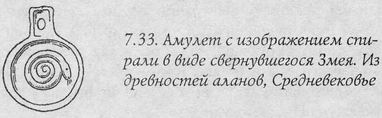 7.33. Амулет с изображением спи-
рали в виде свернувшегося Змея. Из
древностей аланов, Средневековье